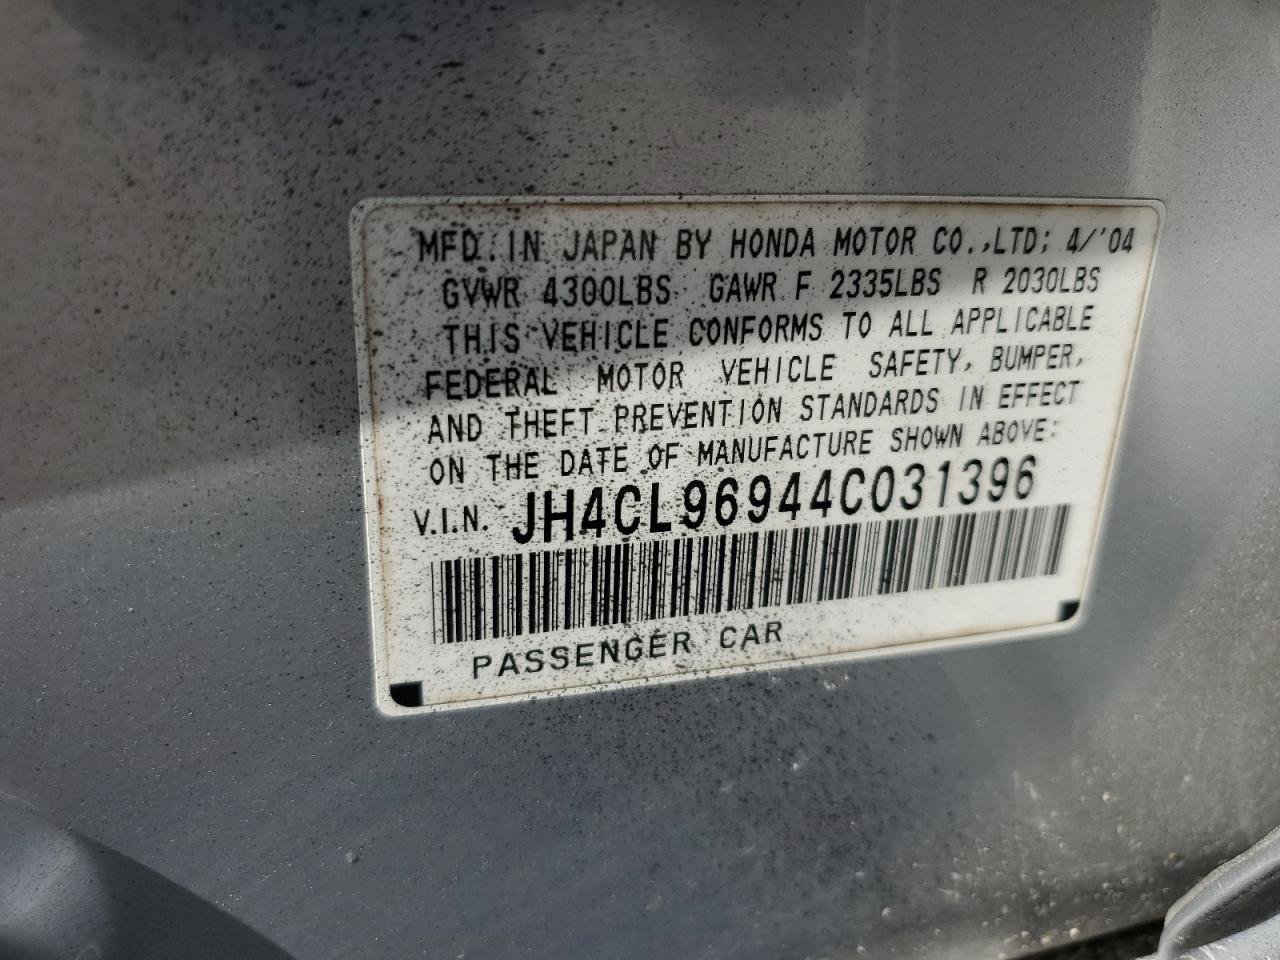 MFD. IN JAPAN BY HONDA MOTOR CO.,LTD; 4/'04
GVWR 4300LBS GAWR F 2335LBS R 2030LBS
THIS VEHICLE CONFORMS TO ALL APPLICABLE
FEDERAL MOTOR VEHICLE SAFETY, BUMPER,
AND THEFT PREVENTION STANDARDS IN EFFECT
ON THE DATE OF MANUFACTURE SHOWN ABOVE:
V.I.N. JH4CL96944C031396
PASSENGER CAR